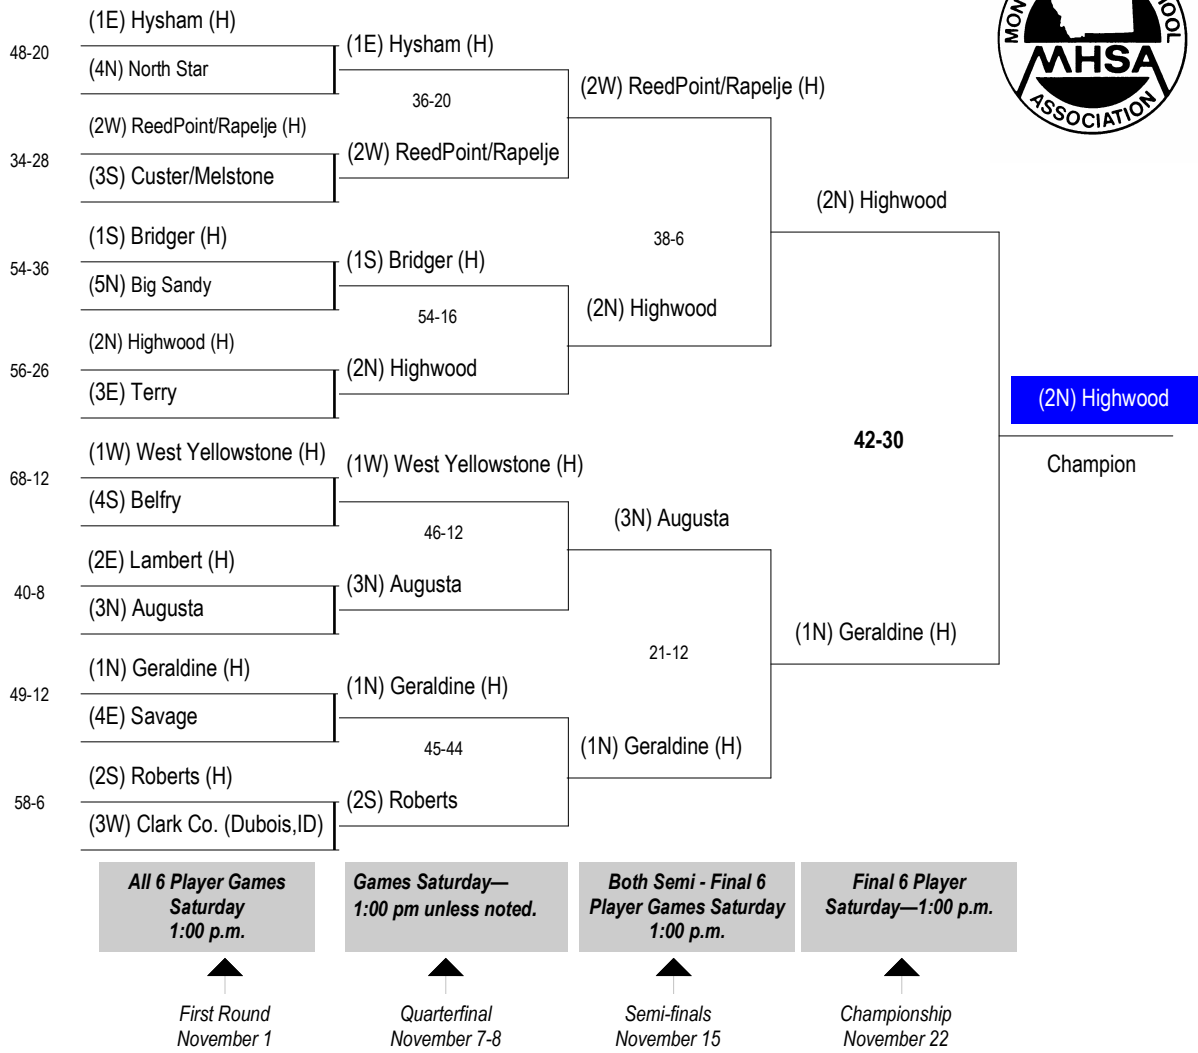 (1E) Hysham (H)
48-20
(4N) North Star
(2W) ReedPoint/Rapelje (H)
34-28
(3S) Custer/Melstone
(1S) Bridger (H)
54-36
(5N) Big Sandy
(2N) Highwood (H)
56-26
(3E) Terry
(1W) West Yellowstone (H)
68-12
(4S) Belfry
(2E) Lambert (H)
40-8
(3N) Augusta
(1N) Geraldine (H)
49-12
(4E) Savage
(2S) Roberts (H)
58-6
(3W) Clark Co. (Dubois,ID)
(1E) Hysham (H)
36-20
(2W) ReedPoint/Rapelje
(1S) Bridger (H)
54-16
(2N) Highwood
(1W) West Yellowstone (H)
46-12
(3N) Augusta
(1N) Geraldine (H)
45-44
(2S) Roberts
(2W) ReedPoint/Rapelje (H)
38-6
(2N) Highwood
(3N) Augusta
21-12
(1N) Geraldine (H)
(2N) Highwood
42-30
(1N) Geraldine (H)
(2N) Highwood
Champion
MHSA
ASSOCIATION
All 6 Player Games
Saturday
1:00 p.m.
Games Saturday—
1:00 pm unless noted.
Both Semi - Final 6
Player Games Saturday
1:00 p.m.
Final 6 Player
Saturday—1:00 p.m.
First Round
November 1
Quarterfinal
November 7-8
Semi-finals
November 15
Championship
November 22